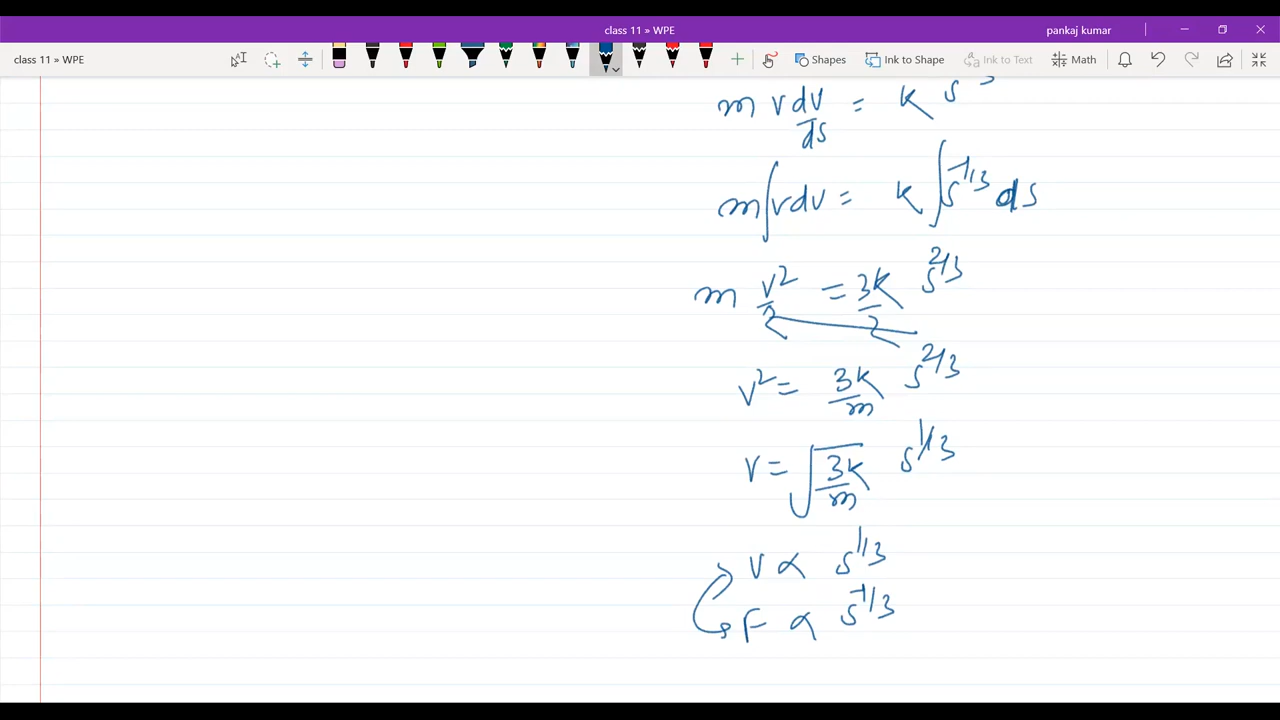 class 11 » WPE
pankaj kumar
class 11 » WPE
Shapes
Ink to Shape
Ink to Text
Math
m v dv/ds = k s
m∫vdv = k∫s^-1/3 ds
m v²/2 = 3k/2 s^2/3
v² = 3k/m s^2/3
v = √3k/m s^1/3
v ∝ s^1/3
F ∝ s^-1/3